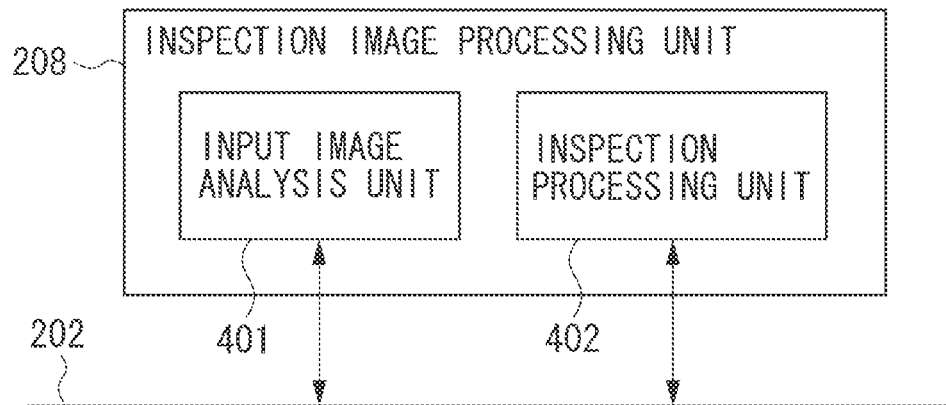 INSPECTION IMAGE PROCESSING UNIT
208
INPUT IMAGE
ANALYSIS UNIT
INSPECTION
PROCESSING UNIT
401
402
202